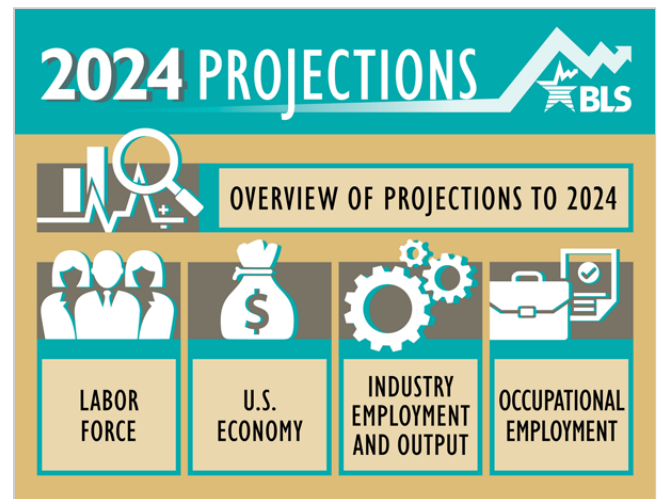 2024 PROJECTIONS
BLS
OVERVIEW OF PROJECTIONS TO 2024
$
LABOR
FORCE
U.S.
ECONOMY
INDUSTRY
EMPLOYMENT
AND OUTPUT
OCCUPATIONAL
EMPLOYMENT